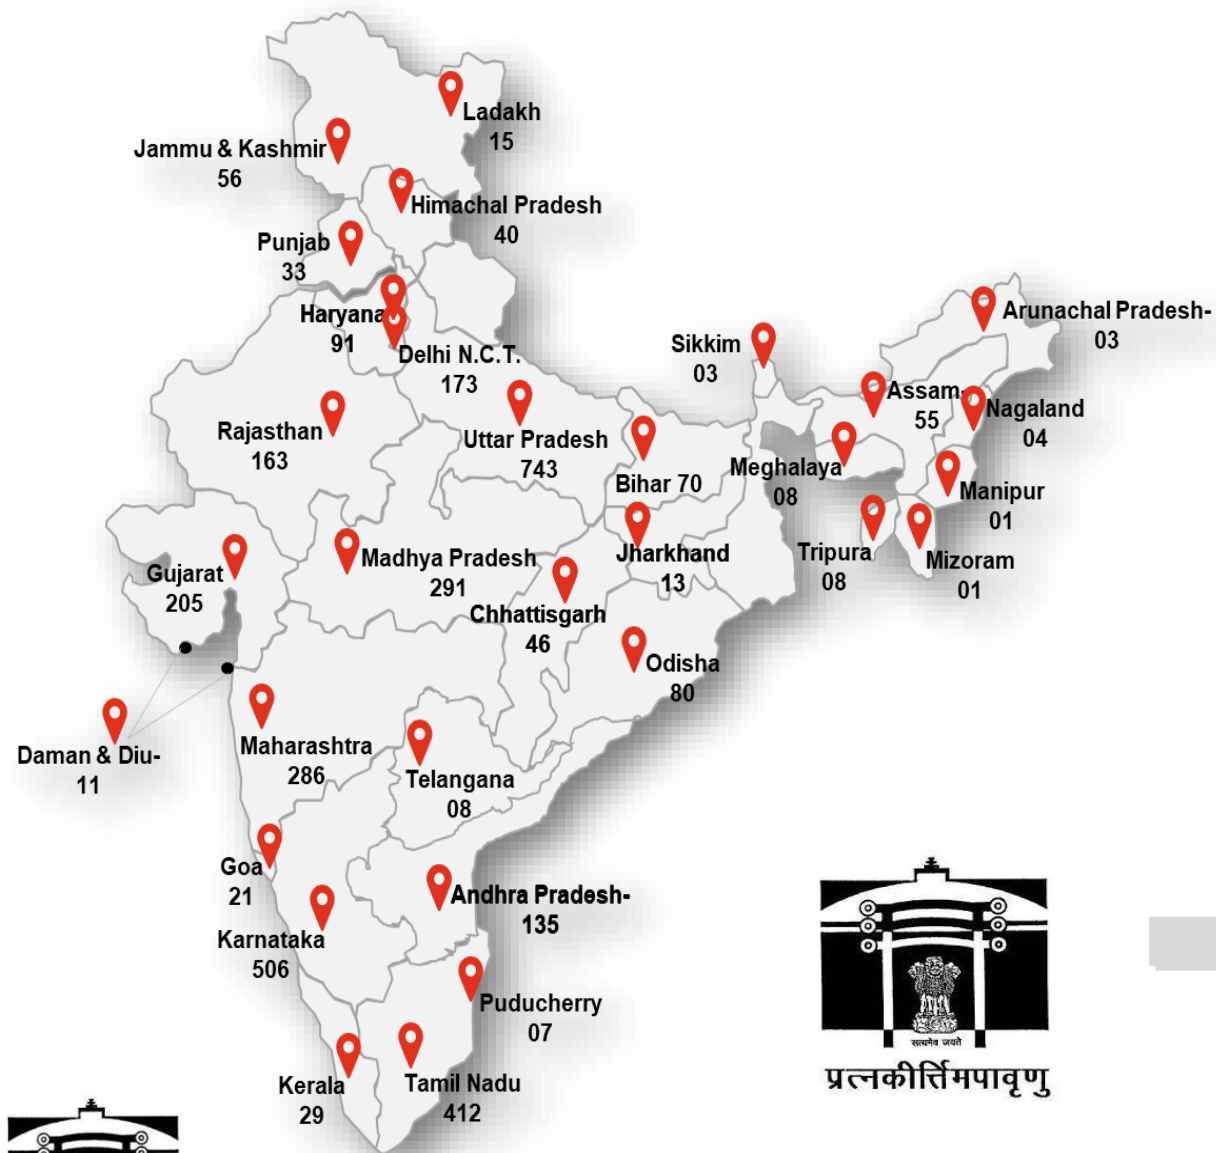 Ladakh
15
Jammu & Kashmir
56
Himachal Pradesh
40
Punjab
33
Haryana
91
Delhi N.C.T.
173
Arunachal Pradesh-
03
Sikkim
03
Assam-
55
Nagaland
04
Rajasthan
163
Uttar Pradesh
743
Bihar 70
Meghalaya
08
Manipur
01
Tripura
08
Mizoram
01
Gujarat
205
Madhya Pradesh
291
Jharkhand
13
Chhattisgarh
46
Odisha
80
Daman & Diu-
11
Maharashtra
286
Telangana
08
Goa
21
Andhra Pradesh-
135
Karnataka
506
Puducherry
07
Kerala
29
Tamil Nadu
412
सत्यमेव जयते
प्रत्नकीर्त्तिमपावृणु